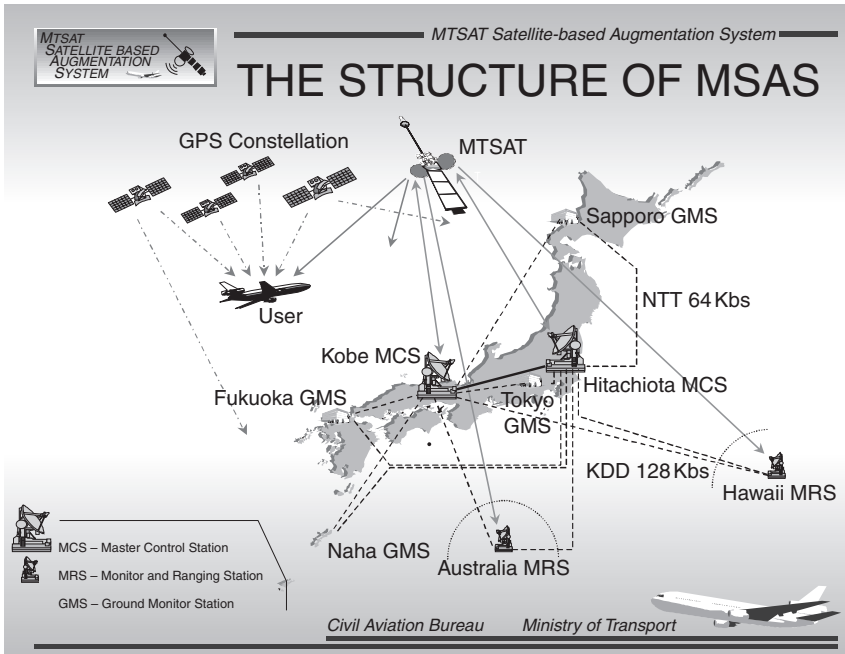 MTSAT
SATELLITE BASED
AUGMENTATION
SYSTEM
MTSAT Satellite-based Augmentation System
THE STRUCTURE OF MSAS
GPS Constellation
MTSAT
Sapporo GMS
NTT 64 Kbs
User
Kobe MCS
Hitachiota MCS
Fukuoka GMS
Tokyo
GMS
KDD 128 Kbs
Hawaii MRS
Naha GMS
Australia MRS
MCS – Master Control Station
MRS – Monitor and Ranging Station
GMS – Ground Monitor Station
Civil Aviation Bureau Ministry of Transport